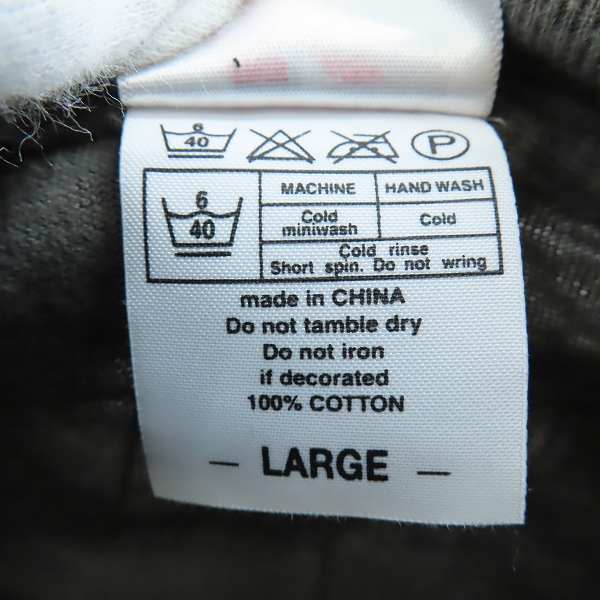 6
40
P
6
40
MACHINE HAND WASH
Cold miniwash Cold
Cold rinse
Short spin. Do not wring
made in CHINA
Do not tamble dry
Do not iron
if decorated
100% COTTON
– LARGE –